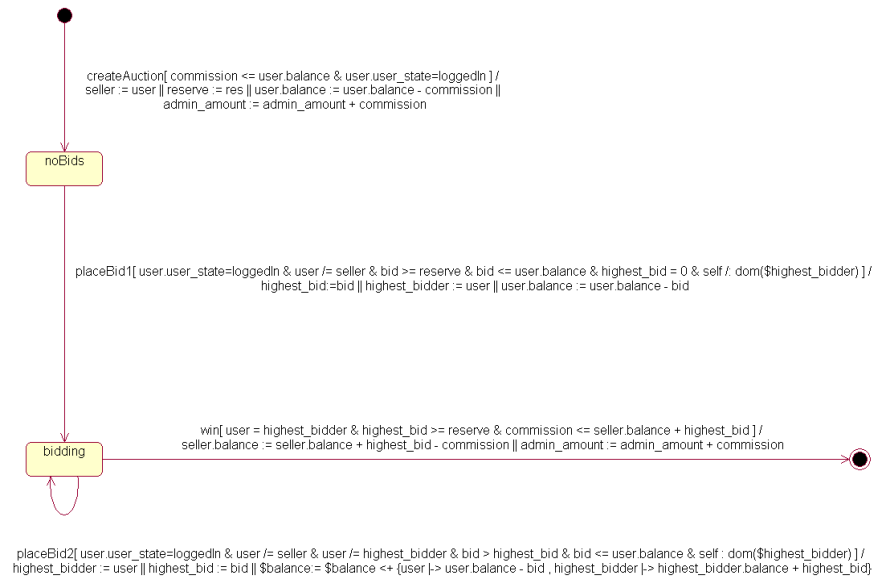 createAuction[ commission <= user.balance & user.user_state=loggedIn ] /
seller := user || reserve := res || user.balance := user.balance - commission ||
admin_amount := admin_amount + commission
noBids
placeBid1[ user.user_state=loggedIn & user /= seller & bid >= reserve & bid <= user.balance & highest_bid = 0 & self /: dom($highest_bidder) ] /
highest_bid:=bid || highest_bidder := user || user.balance := user.balance - bid
win[ user = highest_bidder & highest_bid >= reserve & commission <= seller.balance + highest_bid ] /
seller.balance := seller.balance + highest_bid - commission || admin_amount := admin_amount + commission
bidding
placeBid2[ user.user_state=loggedIn & user /= seller & user /= highest_bidder & bid > highest_bid & bid <= user.balance & self : dom($highest_bidder) ] /
highest_bidder := user || highest_bid := bid || $balance:= $balance <+ {user |-> user.balance - bid , highest_bidder |-> highest_bidder.balance + highest_bid}